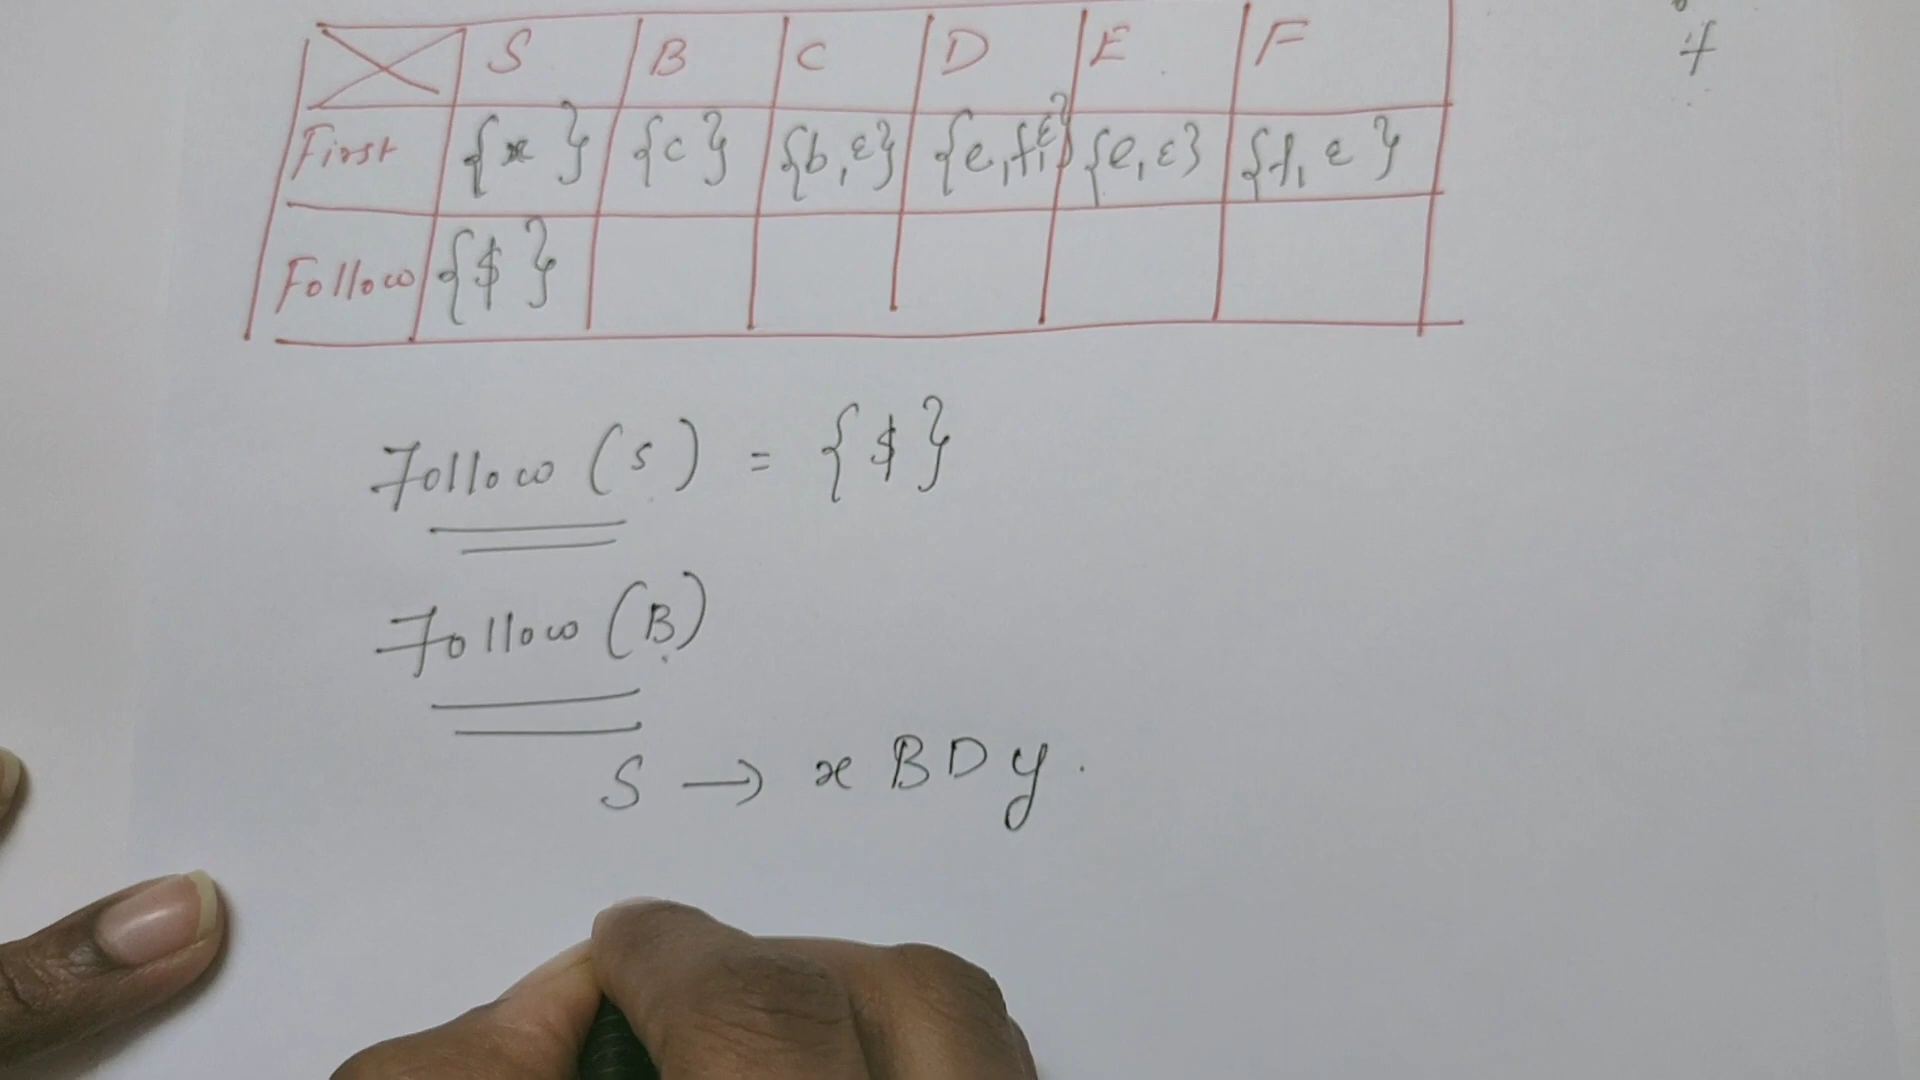 S B C D E F
First {x} {c} {b, ε} {e, f, ε} {e, ε} {f, ε}
Follow {$}
Follow (S) = {$}
Follow (B)
S → x B D y .